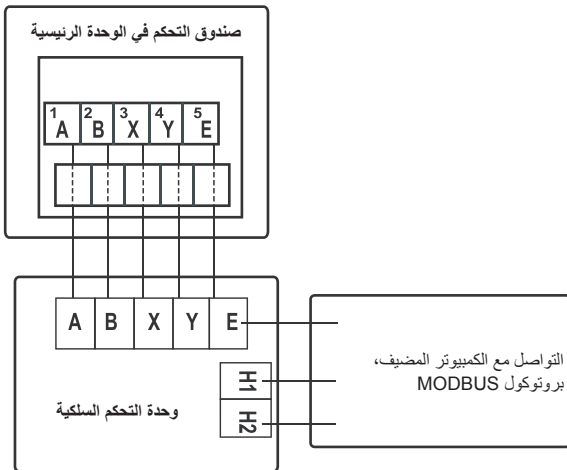 صندوق التحكم في الوحدة الرئيسية
1 2 3 4 5
A B X Y E
A B X Y E
H1
H2
وحدة التحكم السلكية
التواصل مع الكمبيوتر المضيف،
بروتوكول MODBUS